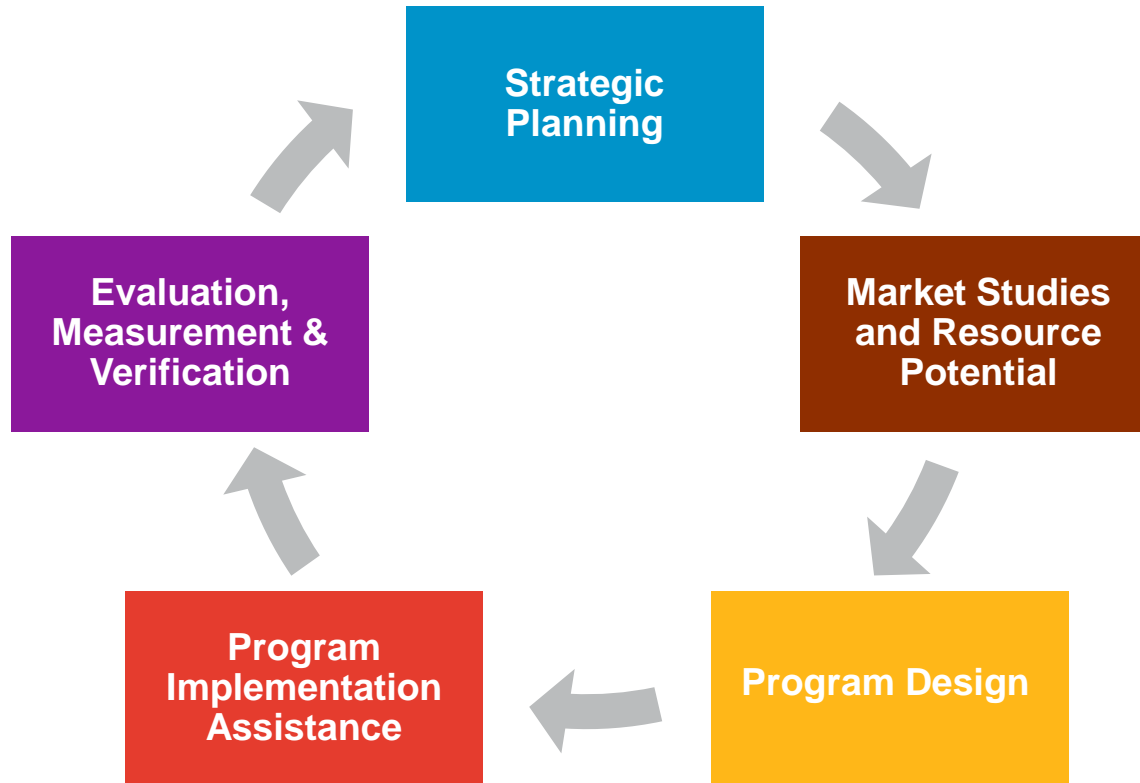 Strategic
Planning
Market Studies
and Resource
Potential
Program Design
Program
Implementation
Assistance
Evaluation,
Measurement &
Verification